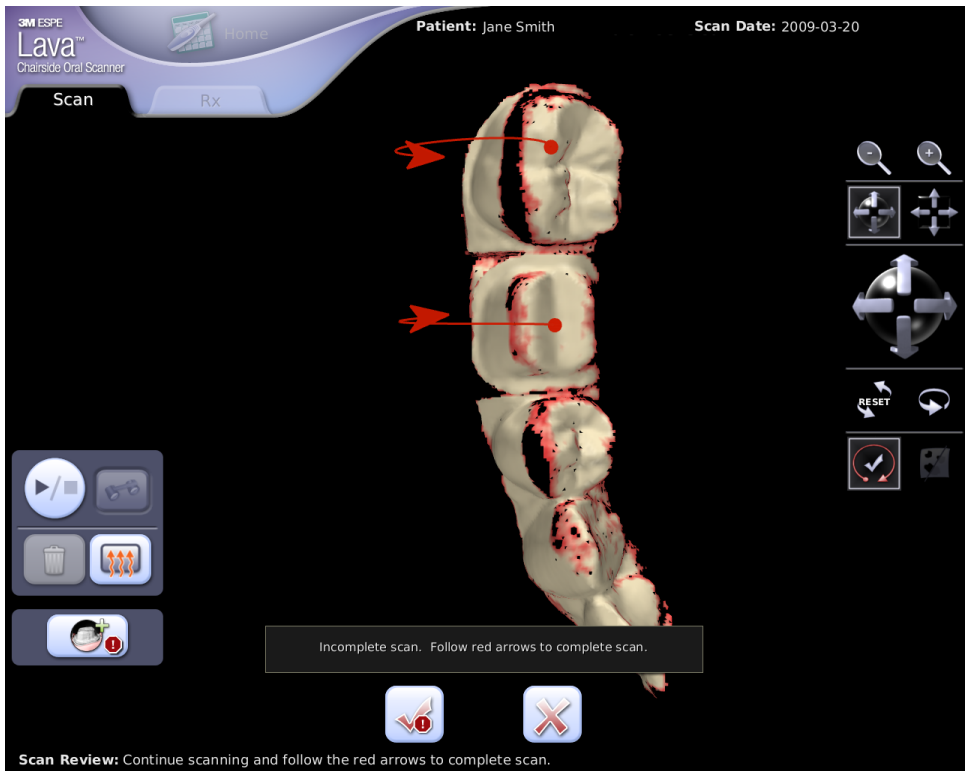 3M ESPE
Lava™
Chairside Oral Scanner
Home
Patient: Jane Smith
Scan Date: 2009-03-20
Scan
Rx
RESET
Incomplete scan. Follow red arrows to complete scan.
Scan Review: Continue scanning and follow the red arrows to complete scan.